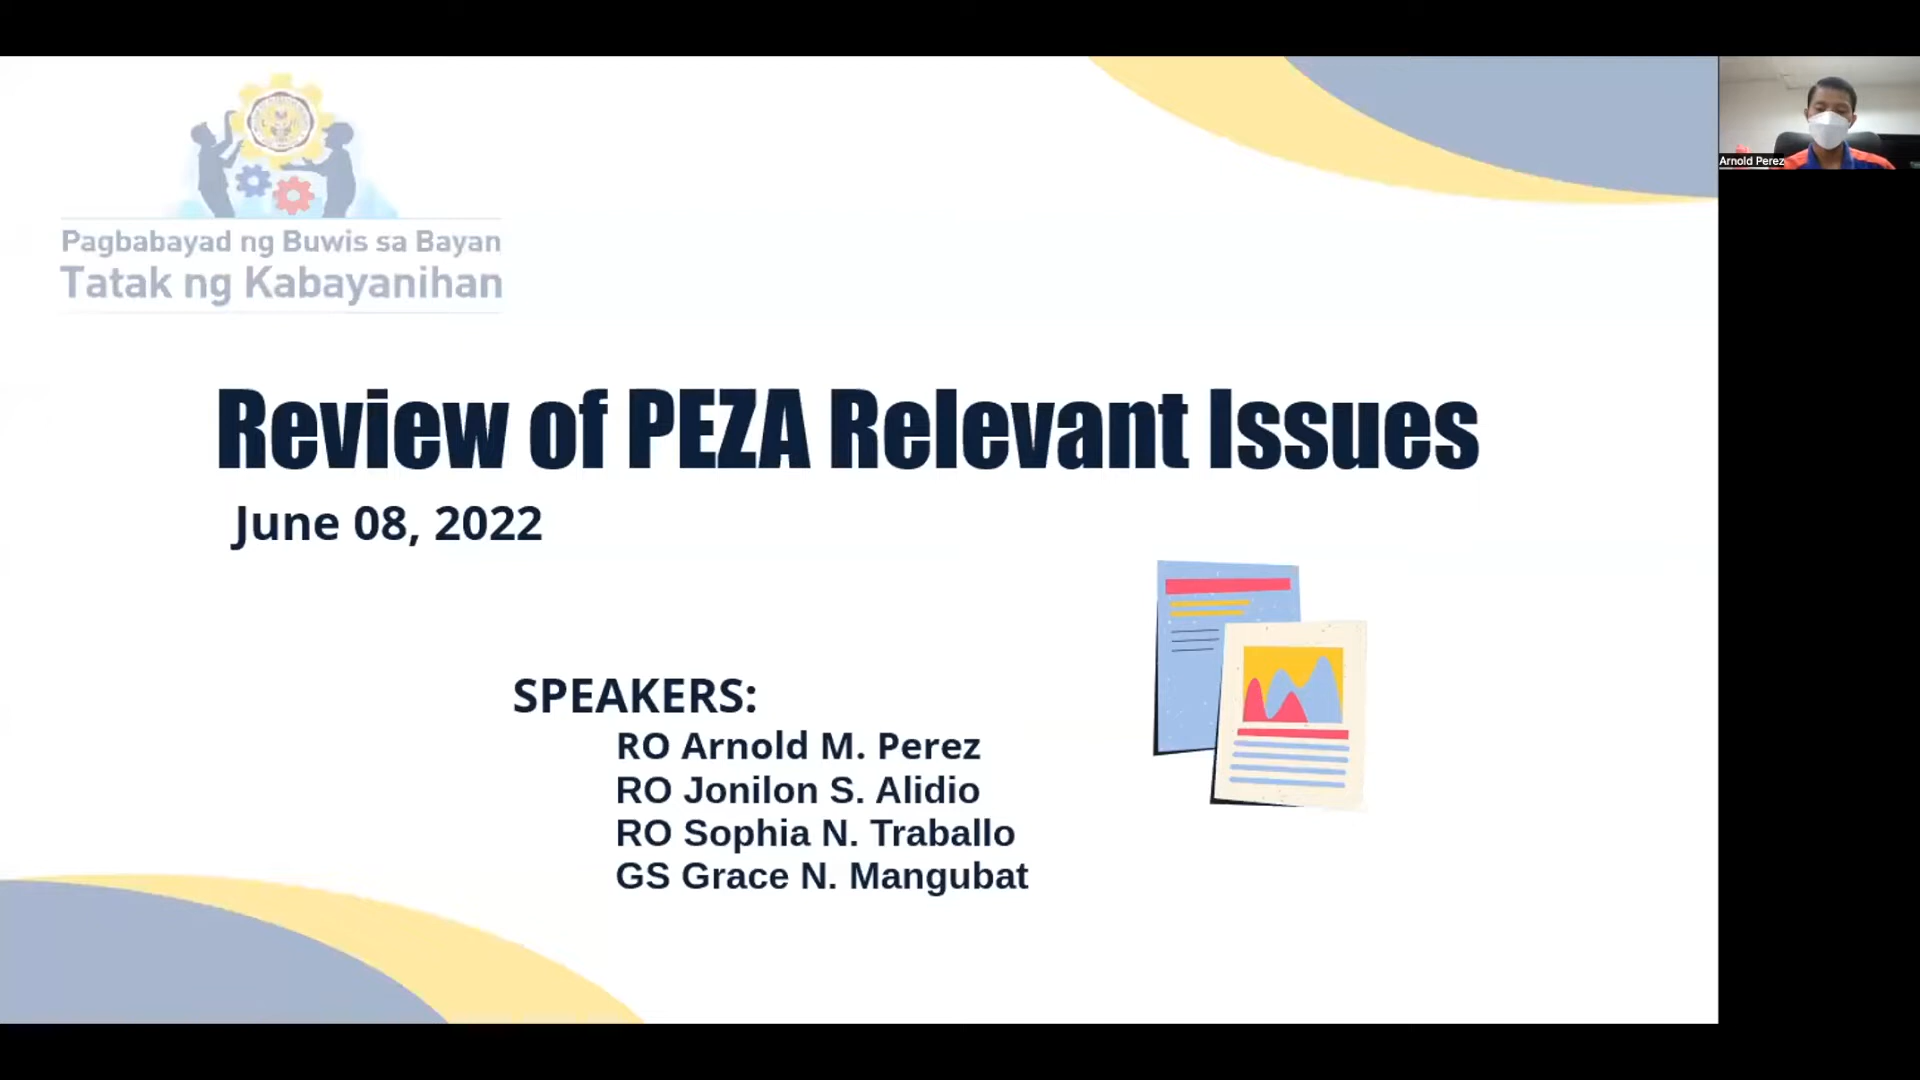 Pagbabayad ng Buwis sa Bayan
Tatak ng Kabayanihan
Arnold Perez
Review of PEZA Relevant Issues
June 08, 2022
SPEAKERS:
RO Arnold M. Perez
RO Jonilon S. Alidio
RO Sophia N. Traballo
GS Grace N. Mangubat